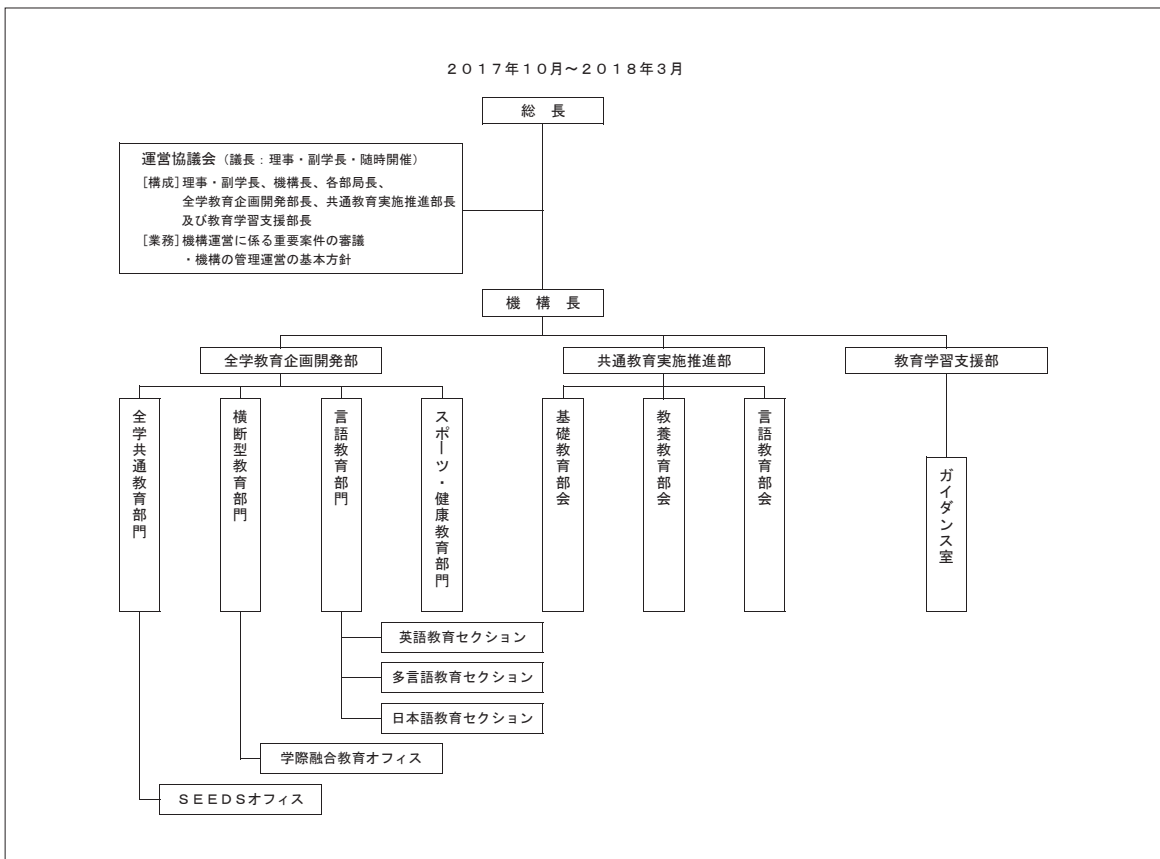 ２０１７年１０月～２０１８年３月
総　長
運営協議会（議長：理事・副学長・随時開催）
［構成］理事・副学長、機構長、各部局長、
全学教育企画開発部長、共通教育実施推進部長
及び教育学習支援部長
［業務］機構運営に係る重要案件の審議
・機構の管理運営の基本方針
機　構　長
全学教育企画開発部
共通教育実施推進部
教育学習支援部
全学共通教育部門
横断型教育部門
言語教育部門
スポーツ・健康教育部門
基礎教育部会
教養教育部会
言語教育部会
ガイダンス室
英語教育セクション
多言語教育セクション
日本語教育セクション
学際融合教育オフィス
ＳＥＥＤＳオフィス